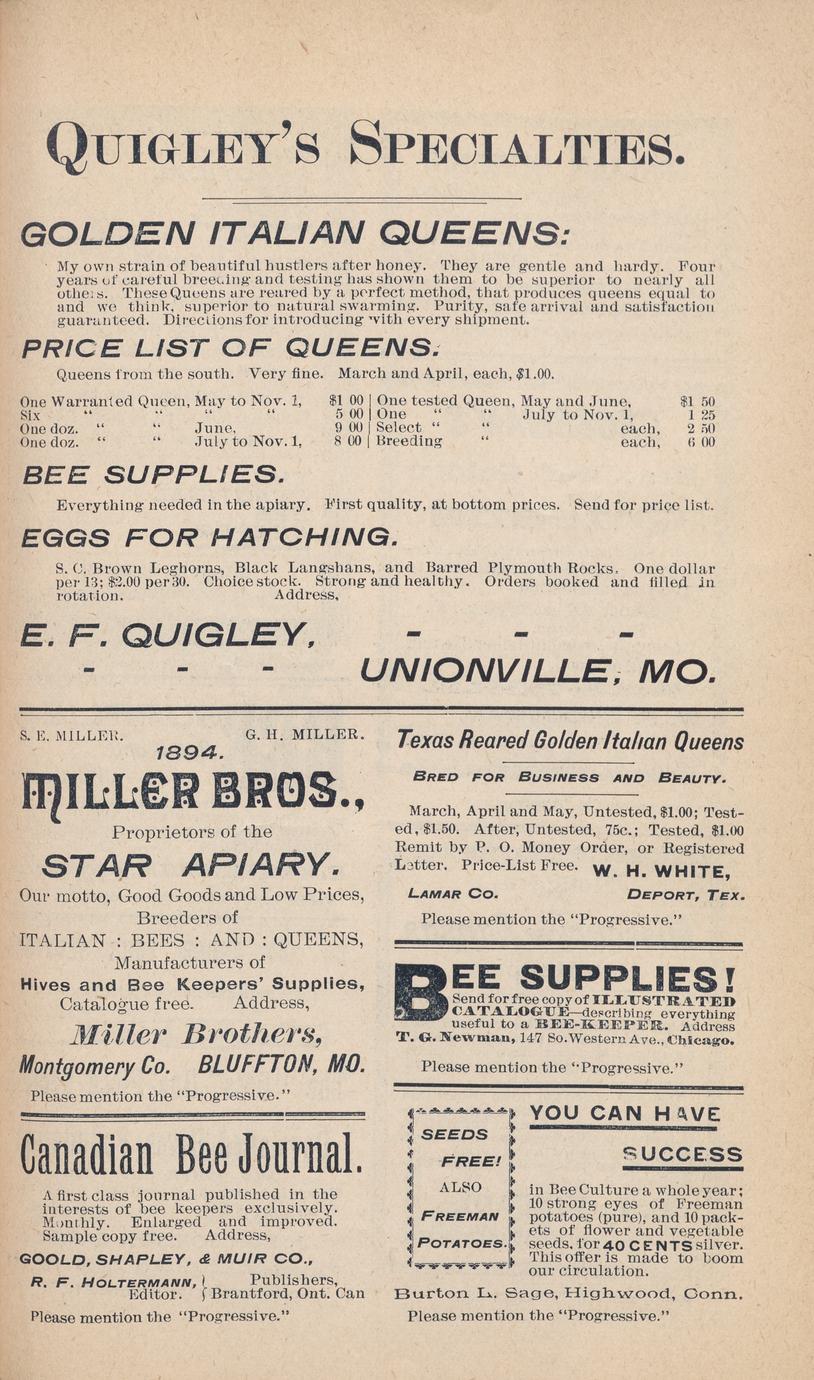 QUIGLEY'S SPECIALTIES.
GOLDEN ITALIAN QUEENS:
My own strain of beautiful hustlers after honey. They are gentle and hardy. Four
years of careful breeding and testing has shown them to be superior to nearly all
others. These Queens are reared by a perfect method, that produces queens equal to
and we think, superior to natural swarming. Purity, safe arrival and satisfaction
guaranteed. Directions for introducing with every shipment.
PRICE LIST OF QUEENS.
Queens from the south. Very fine. March and April, each, $1.00.
One Warranted Queen, May to Nov. 1, $1 00 | One tested Queen, May and June, $1 50
Six " " " " 5 00 | One " " July to Nov. 1, 1 25
One doz. " " June, 9 00 | Select " " each, 2 50
One doz. " " July to Nov. 1, 8 00 | Breeding " each, 6 00
BEE SUPPLIES.
Everything needed in the apiary. First quality, at bottom prices. Send for price list.
EGGS FOR HATCHING.
S. C. Brown Leghorns, Black Langshans, and Barred Plymouth Rocks. One dollar
per 13; $2.00 per 30. Choice stock. Strong and healthy. Orders booked and filled in
rotation. Address,
E. F. QUIGLEY, - - -
- - - UNIONVILLE, MO.
S. E. MILLER. G. H. MILLER.
1894.
MILLER BROS.,
Proprietors of the
STAR APIARY.
Our motto, Good Goods and Low Prices,
Breeders of
ITALIAN : BEES : AND : QUEENS,
Manufacturers of
Hives and Bee Keepers' Supplies,
Catalogue free. Address,
Miller Brothers,
Montgomery Co. BLUFFTON, MO.
Please mention the "Progressive."
Canadian Bee Journal.
A first class journal published in the
interests of bee keepers exclusively.
Monthly. Enlarged and improved.
Sample copy free. Address,
GOOLD, SHAPLEY, & MUIR CO.,
R. F. HOLTERMANN, } Publishers,
Editor. } Brantford, Ont. Can
Please mention the "Progressive."
Texas Reared Golden Italian Queens
BRED FOR BUSINESS AND BEAUTY.
March, April and May, Untested, $1.00; Test-
ed, $1.50. After, Untested, 75c.; Tested, $1.00
Remit by P. O. Money Order, or Registered
Letter. Price-List Free. W. H. WHITE,
LAMAR CO. DEPORT, TEX.
Please mention the "Progressive."
BEE SUPPLIES!
Send for free copy of ILLUSTRATED
CATALOGUE—describing everything
useful to a BEE-KEEPER. Address
T. G. Newman, 147 So. Western Ave., Chicago.
Please mention the "Progressive."
SEEDS
FREE!
ALSO
FREEMAN
POTATOES.
YOU CAN HAVE
SUCCESS
in Bee Culture a whole year;
10 strong eyes of Freeman
potatoes (pure), and 10 pack-
ets of flower and vegetable
seeds, for 40 CENTS silver.
This offer is made to boom
our circulation.
Burton L. Sage, Highwood, Conn.
Please mention the "Progressive."